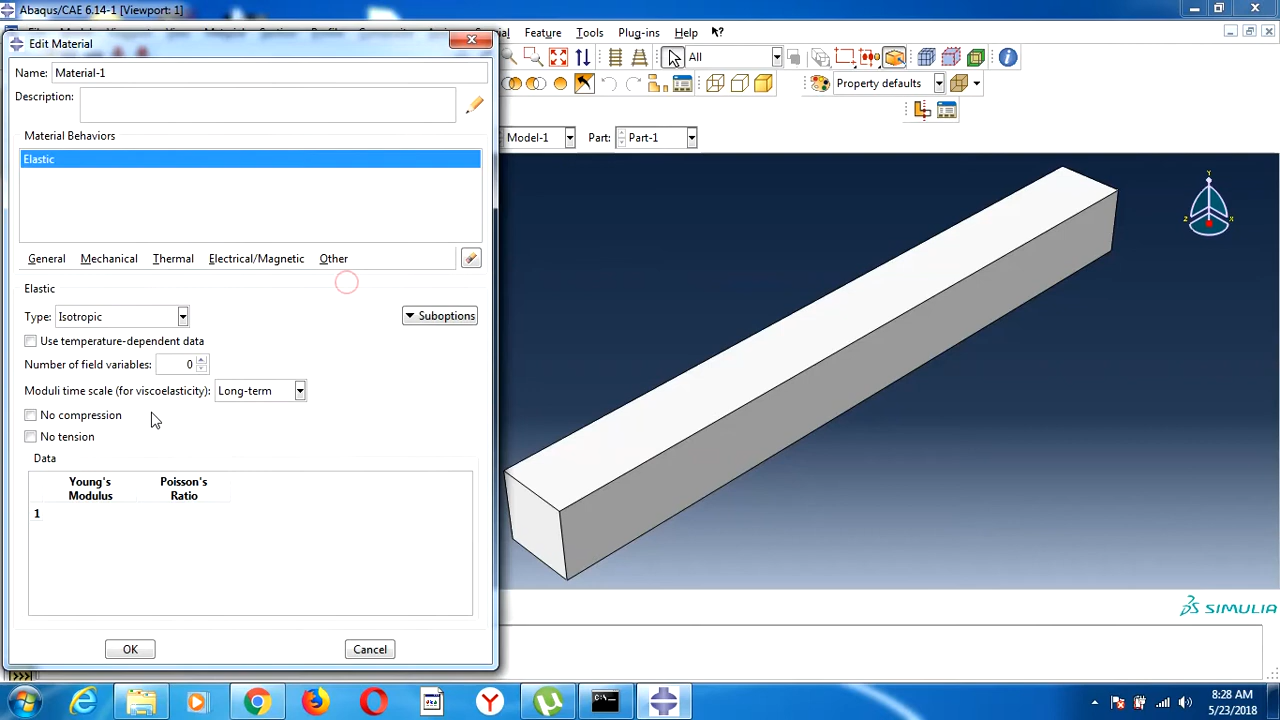 Abaqus/CAE 6.14-1 [Viewport: 1]
Feature Tools Plug-ins Help
Edit Material
Name: Material-1
Description:
Material Behaviors
Elastic
General Mechanical Thermal Electrical/Magnetic Other
Elastic
Type: Isotropic
Suboptions
Use temperature-dependent data
Number of field variables: 0
Moduli time scale (for viscoelasticity): Long-term
No compression
No tension
Data
Young's Poisson's
Modulus Ratio
1
OK Cancel
All
Property defaults
Model-1 Part: Part-1
Y
Z X
SIMULIA
8:28 AM
5/23/2018